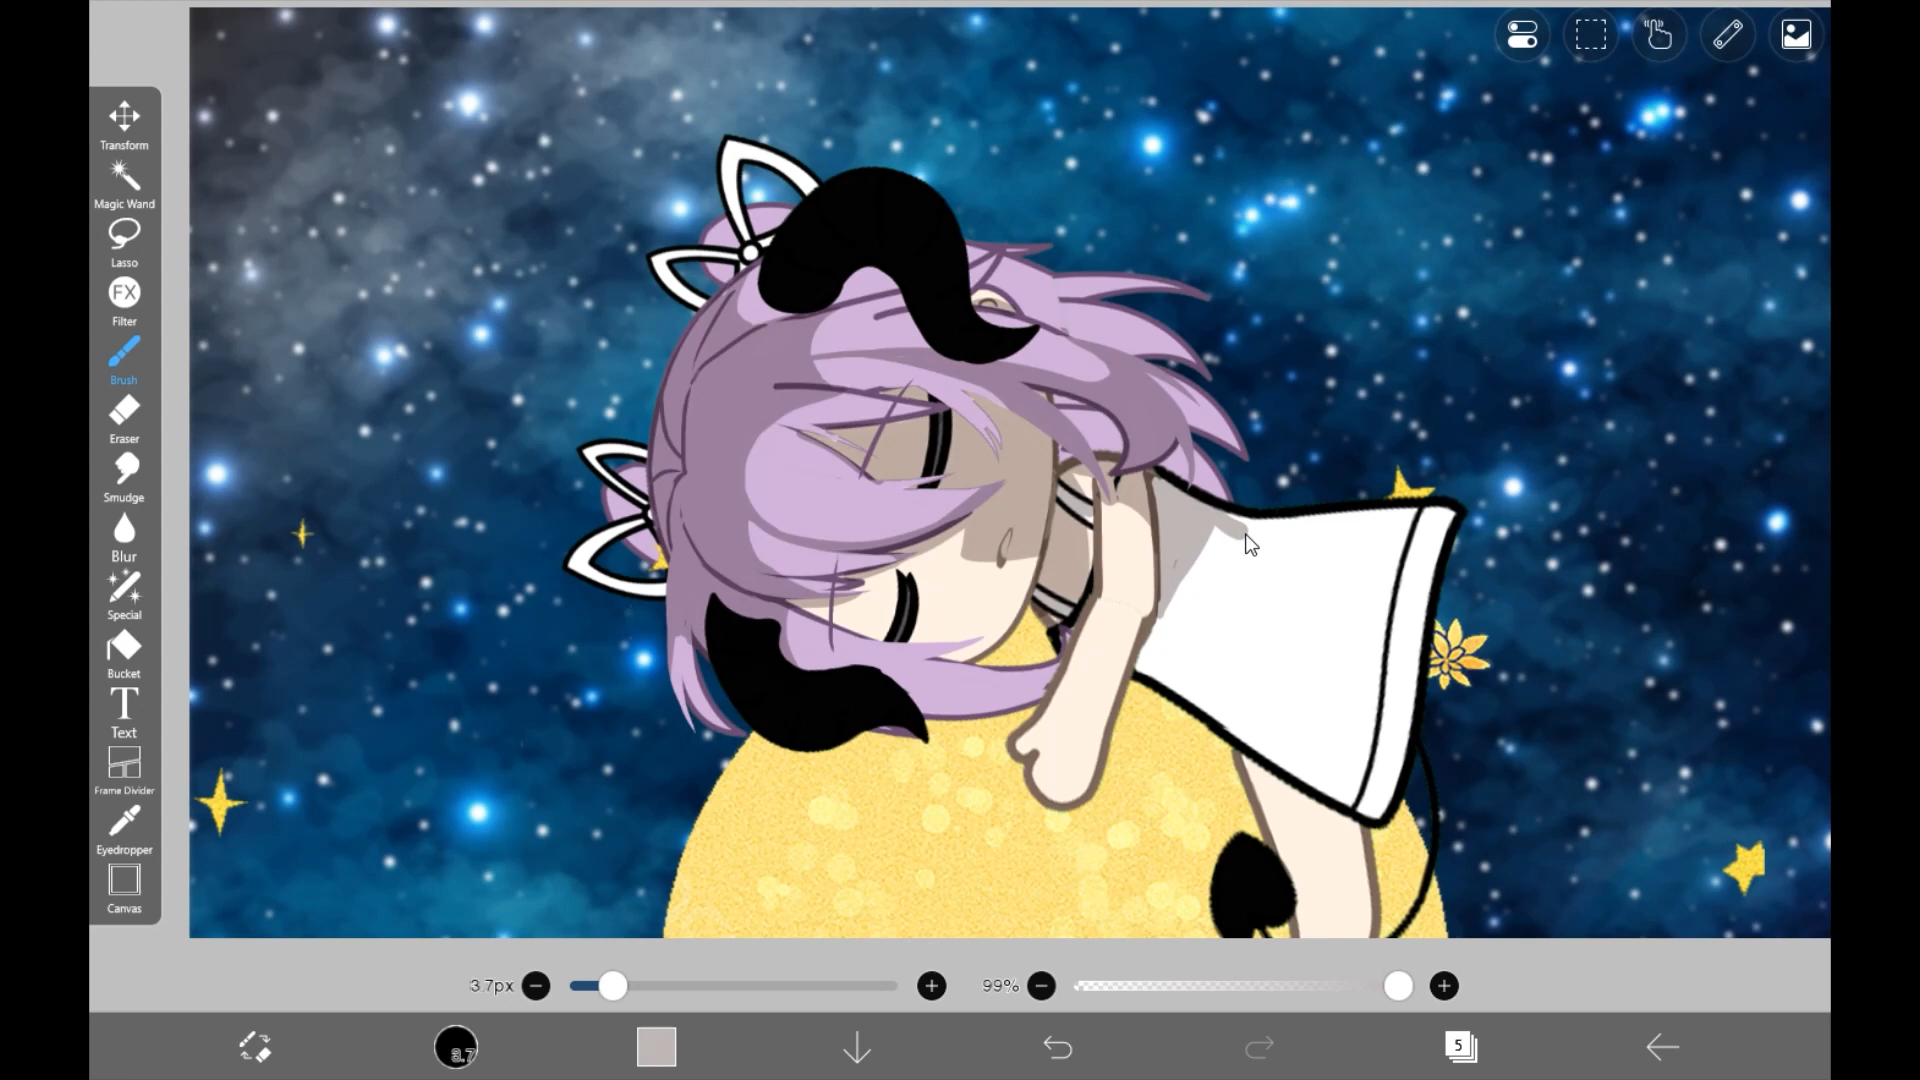 Transform
Magic Wand
Lasso
FX
Filter
Brush
Eraser
Smudge
Blur
Special
Bucket
T
Text
Frame Divider
Eyedropper
Canvas
3.7px
99%
3.7
5